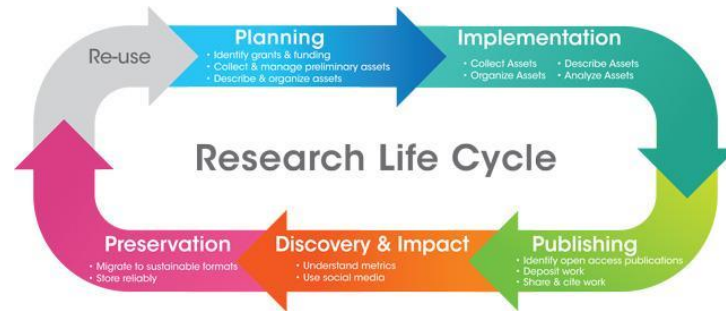 Re-use
Planning
• Identify grants & funding
• Collect & manage preliminary assets
• Describe & organize assets
Implementation
• Collect Assets • Describe Assets
• Organize Assets • Analyze Assets
Research Life Cycle
Publishing
• Identify open access publications
• Deposit work
• Share & cite work
Discovery & Impact
• Understand metrics
• Use social media
Preservation
• Migrate to sustainable formats
• Store reliably